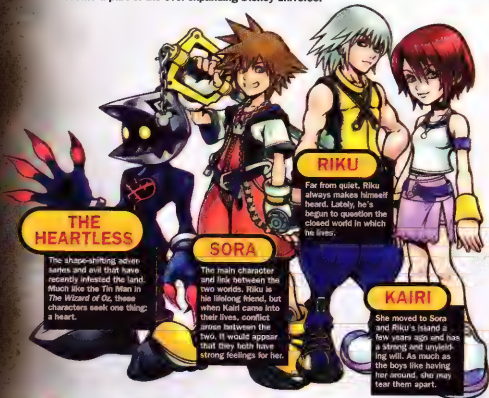 THE
HEARTLESS
The shape-shifting adver-
saries and evil that have
recently infested the land.
Much like the Tin Man in
The Wizard of Oz, these
characters seek one thing:
a heart.
SORA
The main character
and link between the
two worlds. Riku is
his lifelong friend, but
when Kairi came into
their lives, conflict
arose between the
two. It would appear
that they both have
strong feelings for her.
RIKU
Far from quiet, Riku
always makes himself
heard. Lately, he's
begun to question the
closed world in which
he lives.
KAIRI
She moved to Sora
and Riku's Island a
few years ago and has
a strong and unyield-
ing will. As much as
the boys like having
her around, she may
tear them apart.